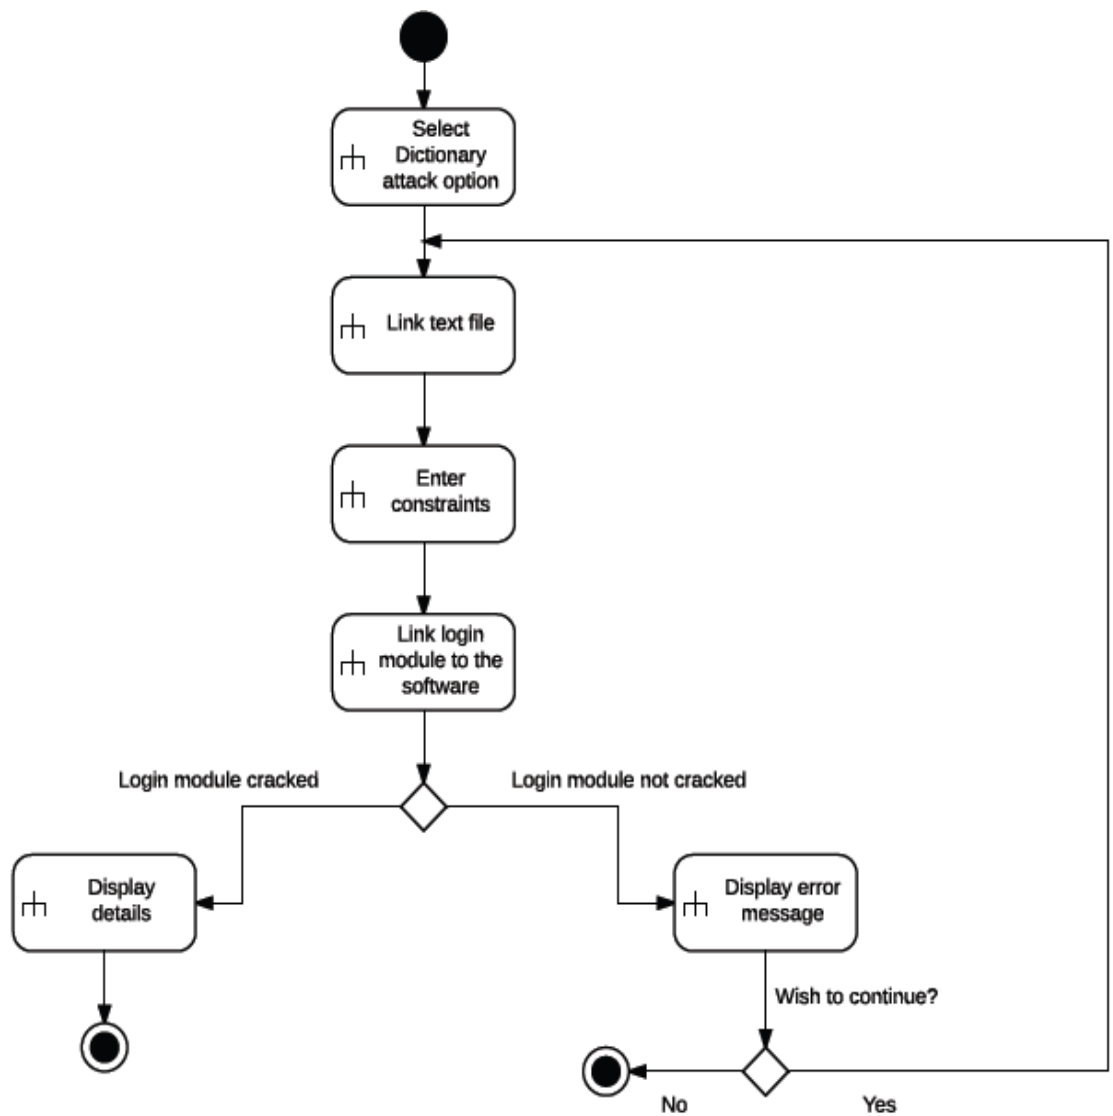 Select
Dictionary
attack option
Link text file
Enter
constraints
Link login
module to the
software
Login module cracked
Login module not cracked
Display
details
Display error
message
Wish to continue?
No
Yes